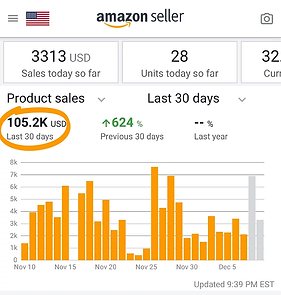 amazon seller
3313 USD
Sales today so far
28
Units today so far
32.
Curr
Product sales
Last 30 days
105.2K USD
Last 30 days
↑624 %
Previous 30 days
-- %
Last year
8k
7k
6k
5k
4k
3k
2k
1k
0
Nov 10
Nov 15
Nov 20
Nov 25
Nov 30
Dec 5
Updated 9:39 PM EST